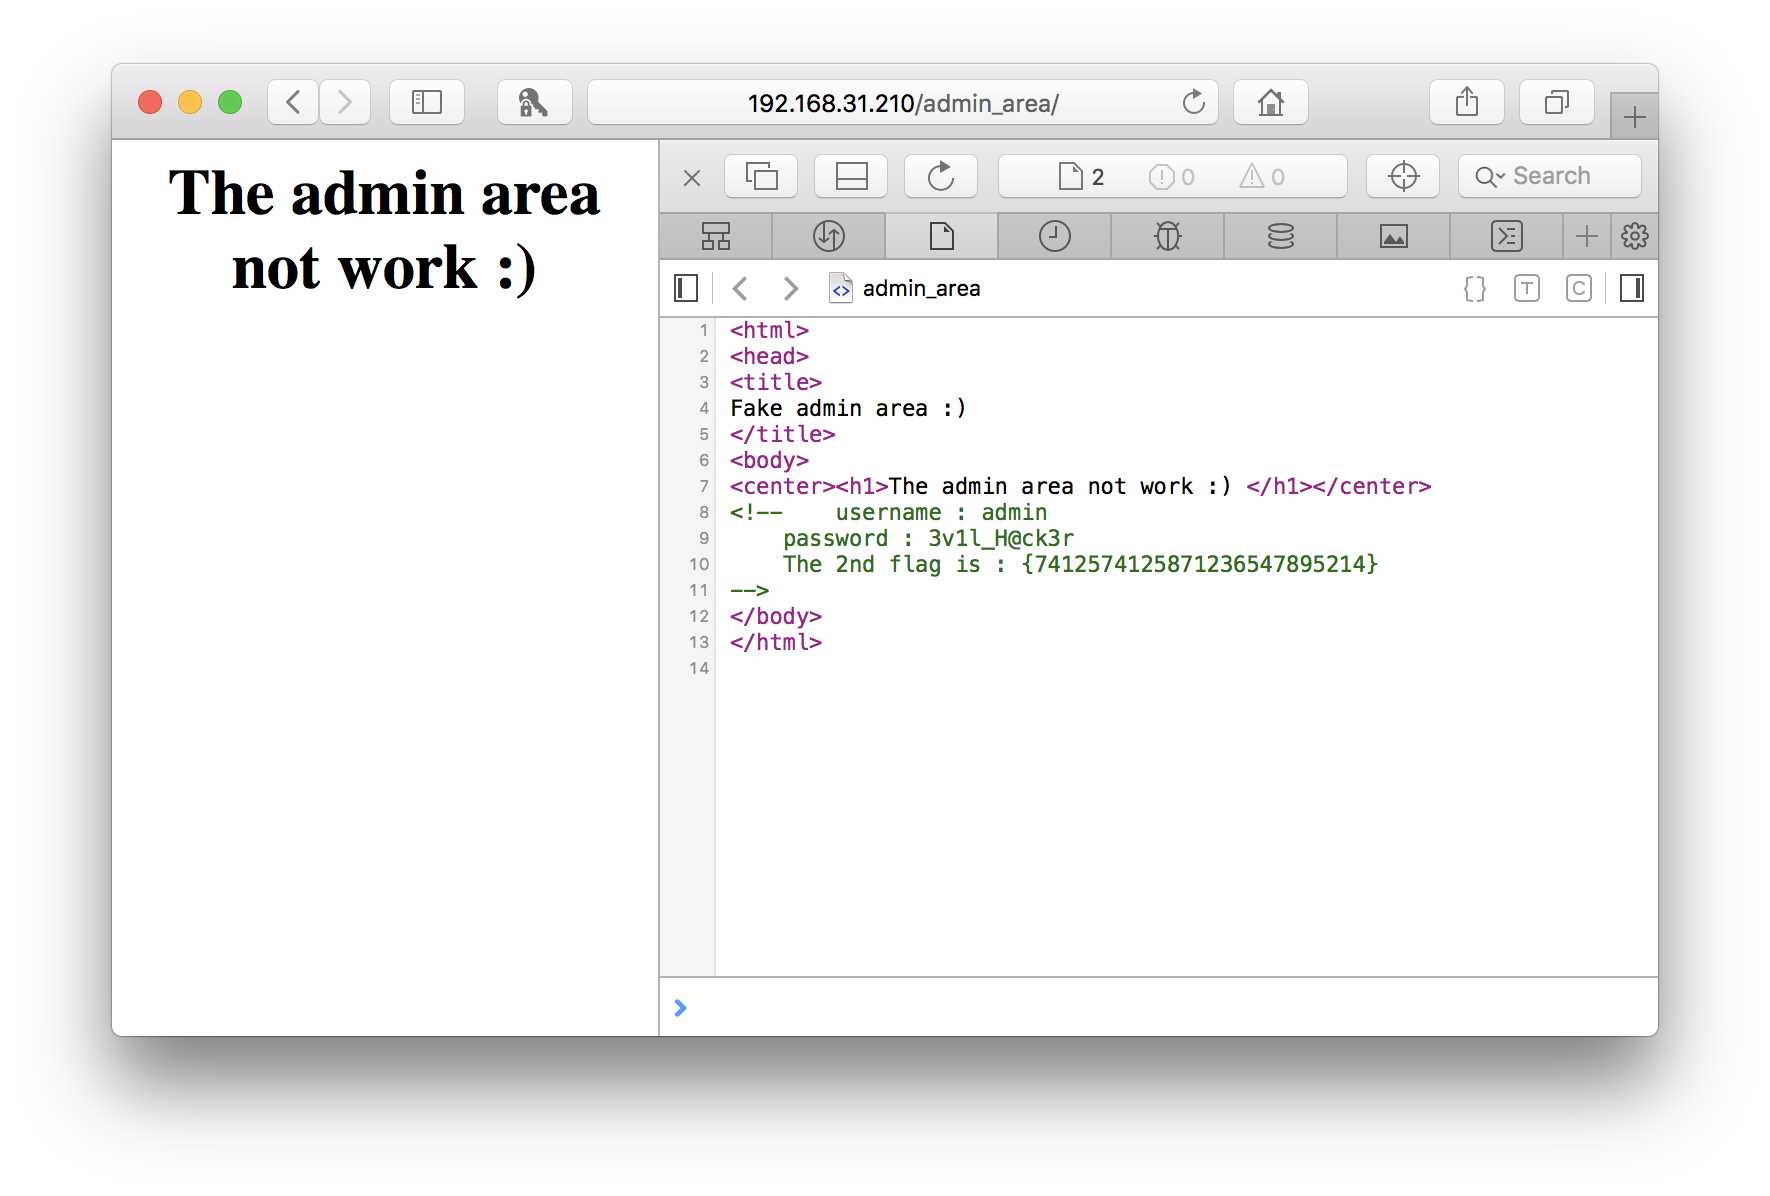 192.168.31.210/admin_area/
The admin area
not work :)
2 0 0 Search
admin_area
T C
1 <html>
2 <head>
3 <title>
4 Fake admin area :)
5 </title>
6 <body>
7 <center><h1>The admin area not work :) </h1></center>
8 <!--    username : admin
9     password : 3v1l_H@ck3r
10     The 2nd flag is : {7412574125871236547895214}
11 -->
12 </body>
13 </html>
14